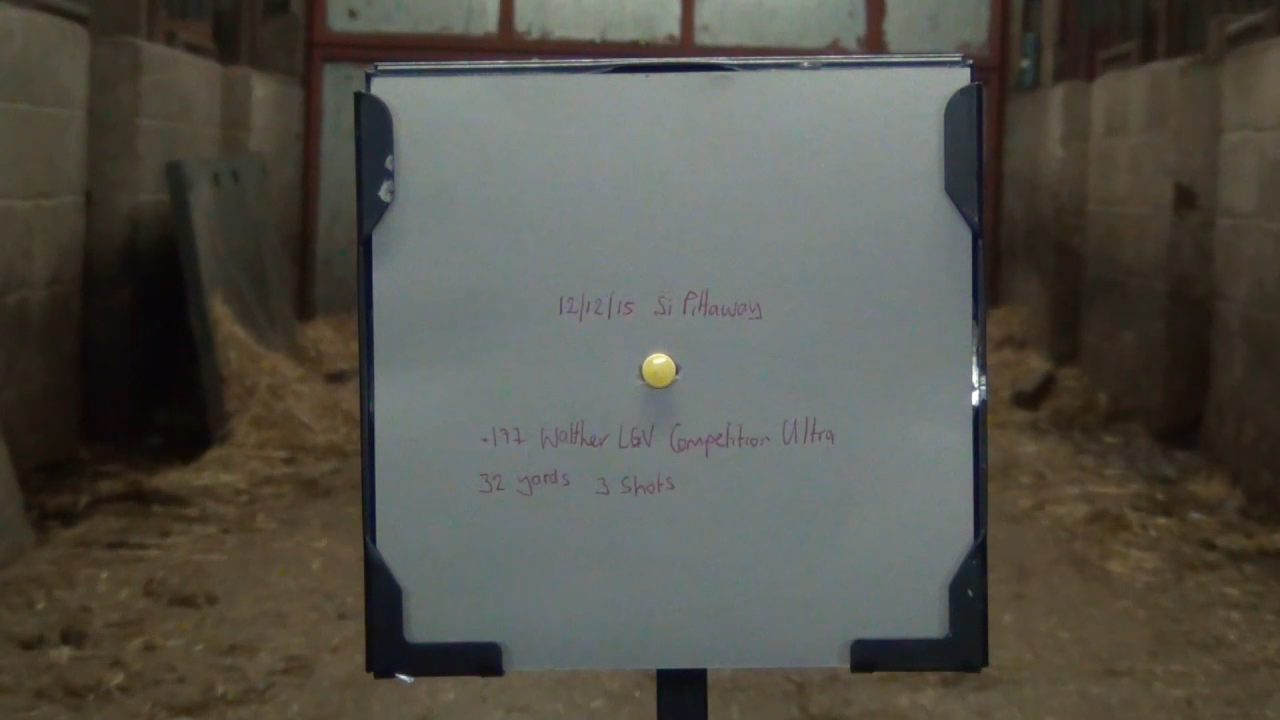 12/12/15 Si Pittaway
.177 Walther LGV Competition Ultra
32 yards 3 Shots